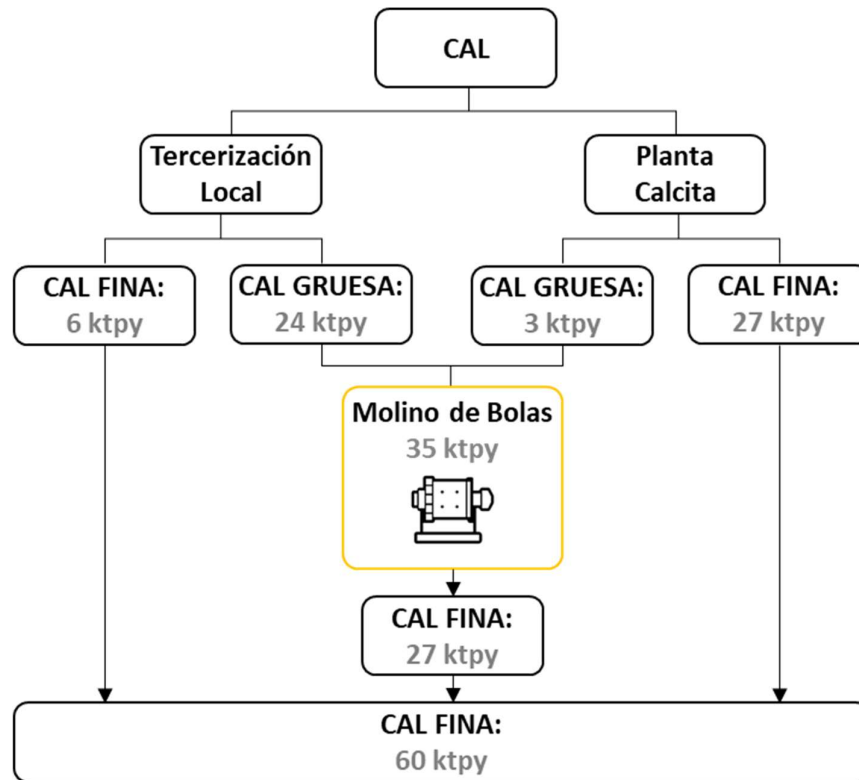 CAL
Tercerización
Local
Planta
Calcita
CAL FINA:
6 ktpy
CAL GRUESA:
24 ktpy
CAL GRUESA:
3 ktpy
CAL FINA:
27 ktpy
Molino de Bolas
35 ktpy
CAL FINA:
27 ktpy
CAL FINA:
60 ktpy